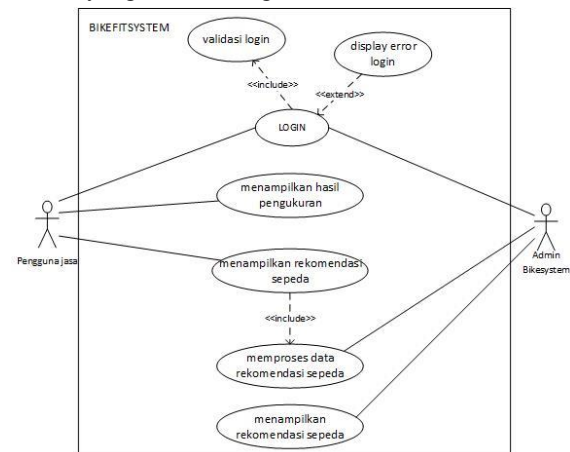 BIKEFITSYSTEM
validasi login
display error
login
<<include>>
<<extend>>
LOGIN
menampilkan hasil
pengukuran
Pengguna jasa
menampilkan rekomendasi
sepeda
Admin
Bikesystem
<<include>>
memproses data
rekomendasi sepeda
menampilkan
rekomendasi sepeda